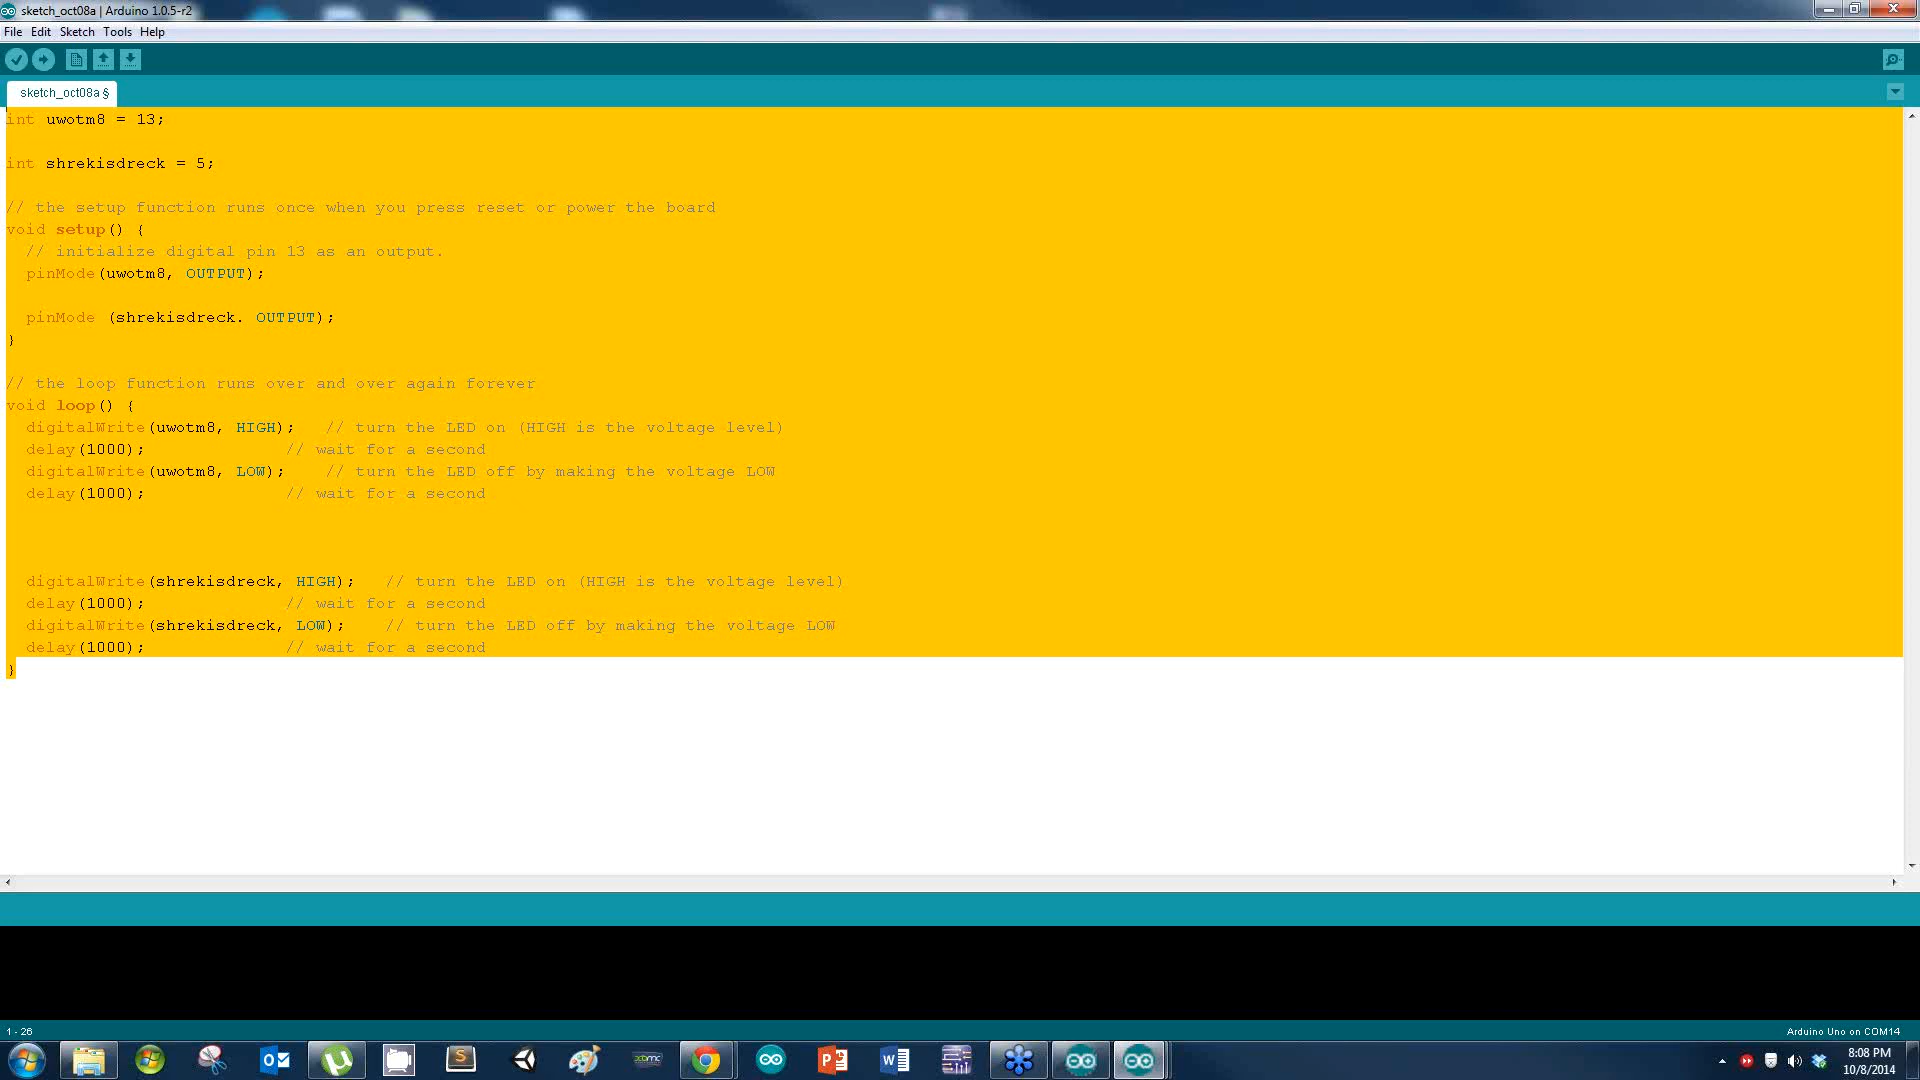 sketch_oct08a | Arduino 1.0.5-r2
File Edit Sketch Tools Help
sketch_oct08a §
int uwotm8 = 13;
int shrekisdreck = 5;
// the setup function runs once when you press reset or power the board
void setup() {
  // initialize digital pin 13 as an output.
  pinMode(uwotm8, OUTPUT);
  pinMode (shrekisdreck. OUTPUT);
}
// the loop function runs over and over again forever
void loop() {
  digitalWrite(uwotm8, HIGH);   // turn the LED on (HIGH is the voltage level)
  delay(1000);              // wait for a second
  digitalWrite(uwotm8, LOW);    // turn the LED off by making the voltage LOW
  delay(1000);              // wait for a second
  digitalWrite(shrekisdreck, HIGH);   // turn the LED on (HIGH is the voltage level)
  delay(1000);              // wait for a second
  digitalWrite(shrekisdreck, LOW);    // turn the LED off by making the voltage LOW
  delay(1000);              // wait for a second
}
1 - 26
Arduino Uno on COM14
xbmc
8:08 PM
10/8/2014